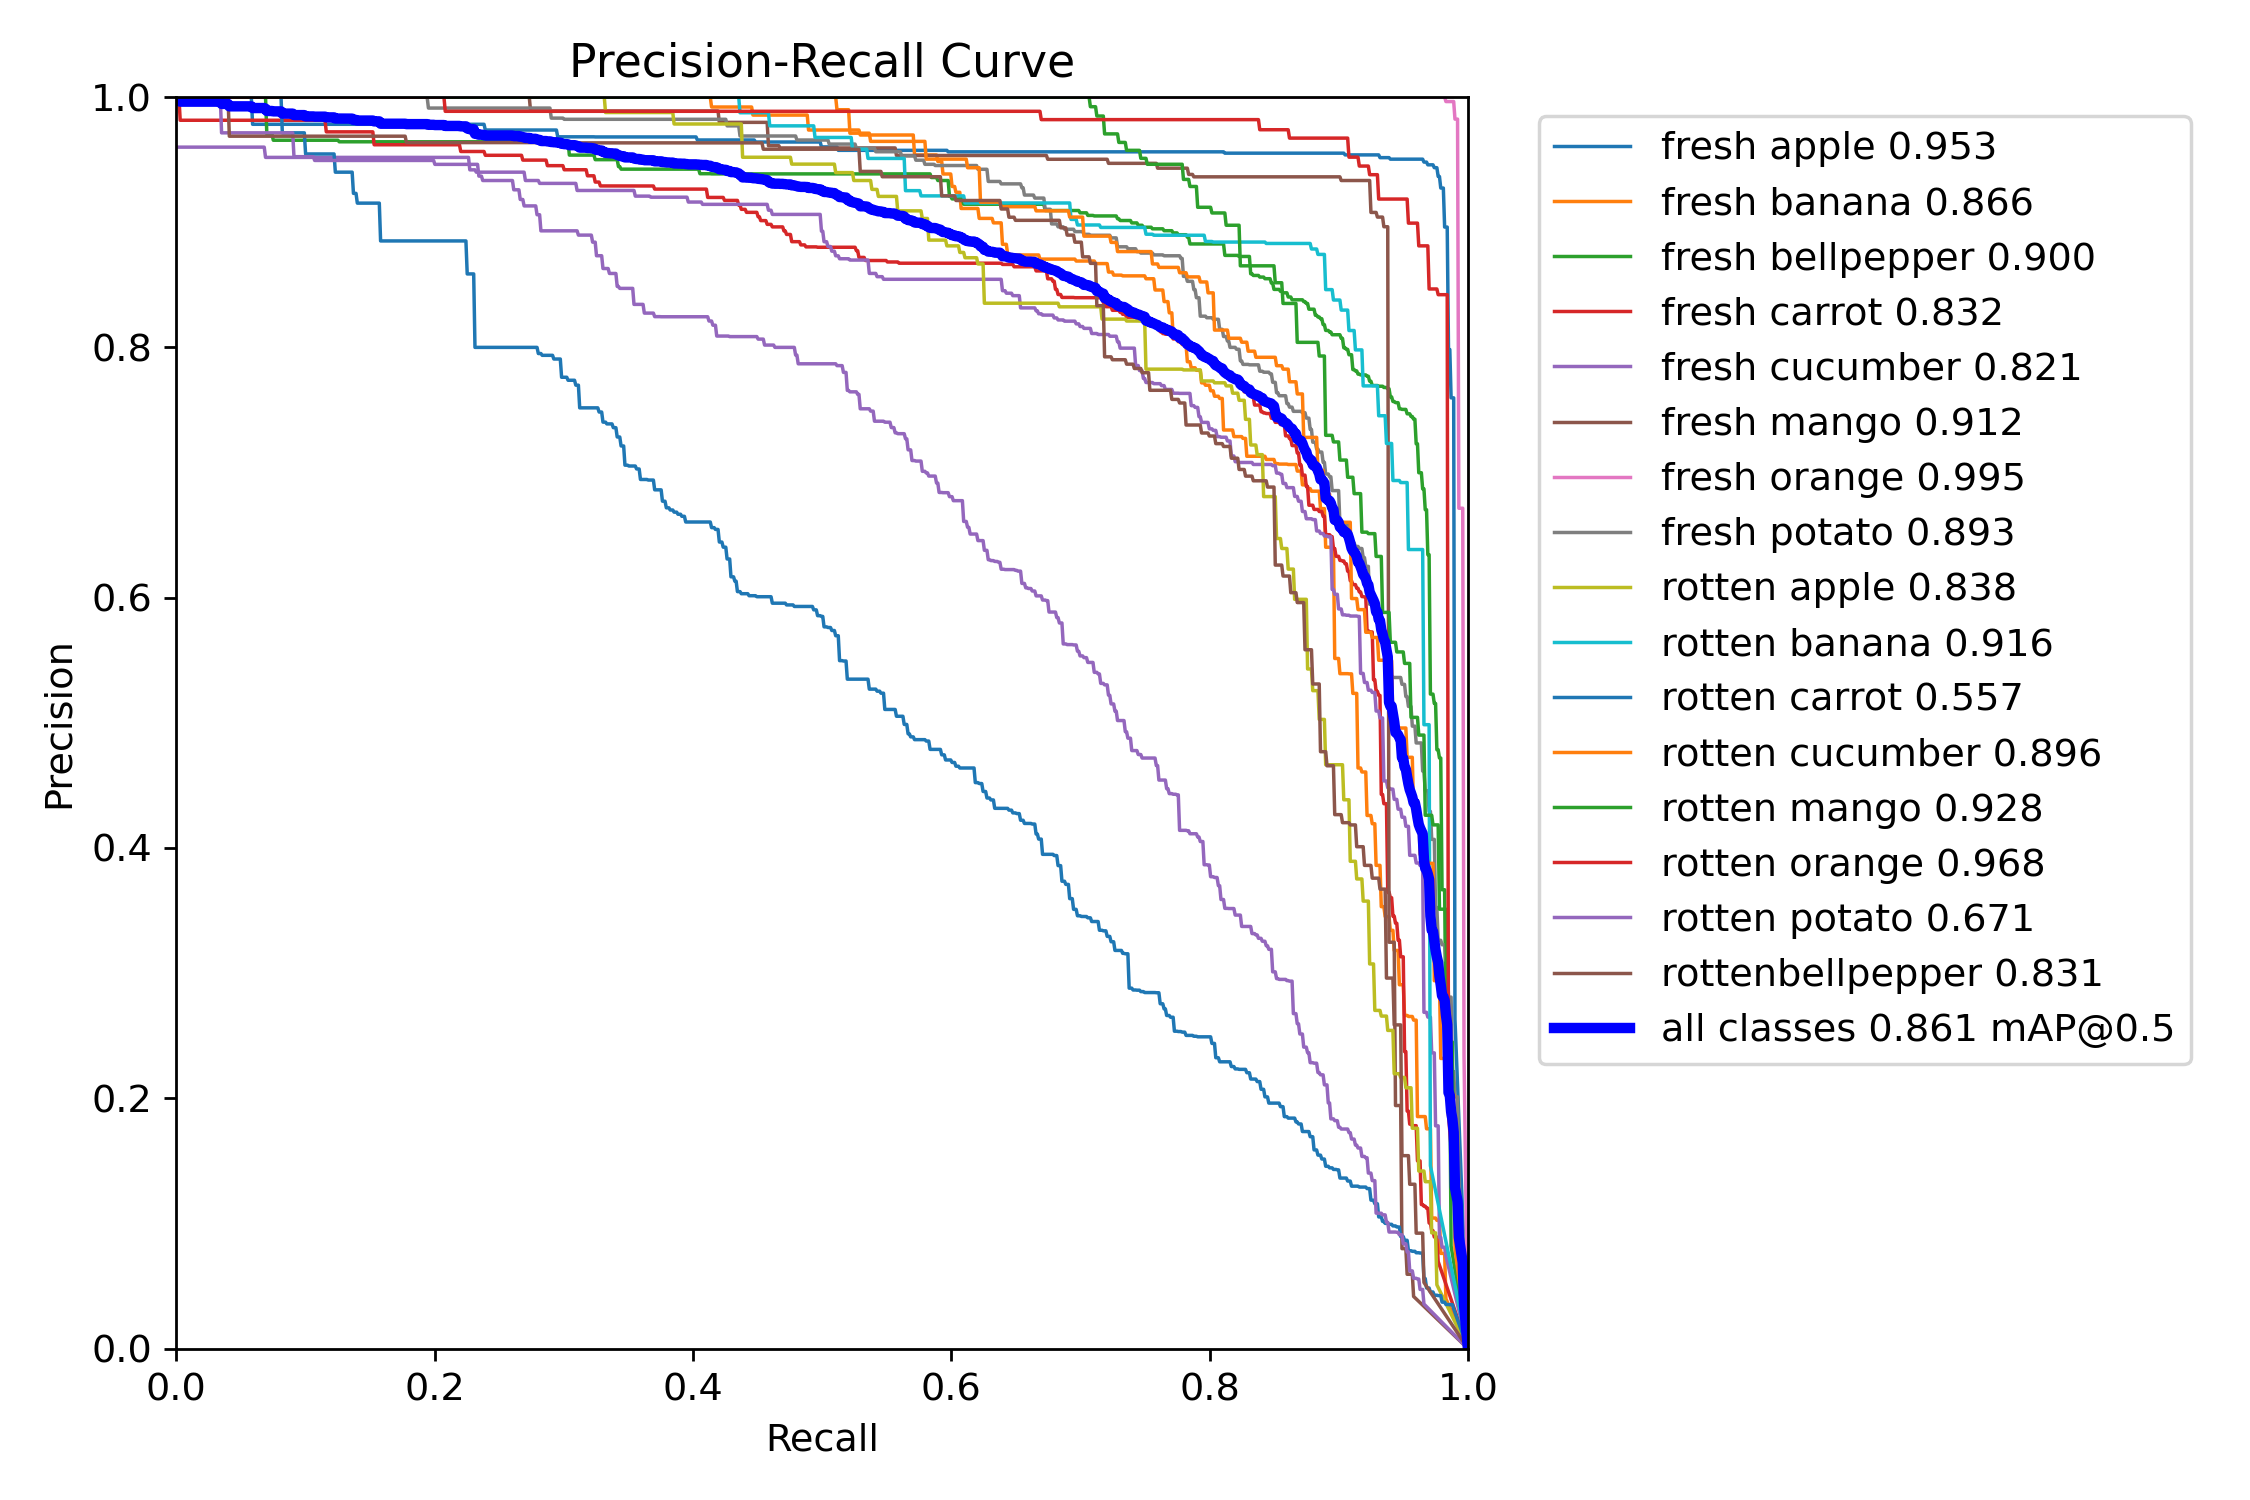 Precision-Recall Curve
1.0
0.8
0.6
0.4
0.2
0.0
Precision
0.0 0.2 0.4 0.6 0.8 1.0
Recall
fresh apple 0.953
fresh banana 0.866
fresh bellpepper 0.900
fresh carrot 0.832
fresh cucumber 0.821
fresh mango 0.912
fresh orange 0.995
fresh potato 0.893
rotten apple 0.838
rotten banana 0.916
rotten carrot 0.557
rotten cucumber 0.896
rotten mango 0.928
rotten orange 0.968
rotten potato 0.671
rottenbellpepper 0.831
all classes 0.861 mAP@0.5